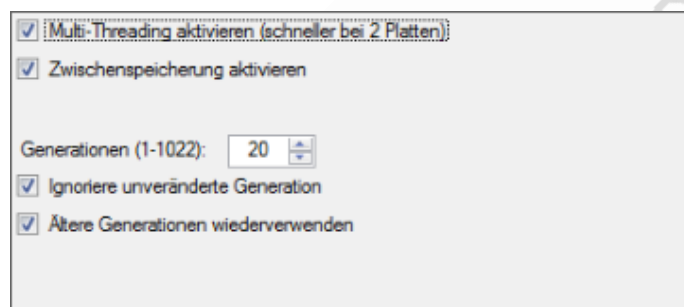 Multi-Threading aktivieren (schneller bei 2 Platten)
Zwischenspeicherung aktivieren
Generationen (1-1022): 20
Ignoriere unveränderte Generation
Ältere Generationen wiederverwenden